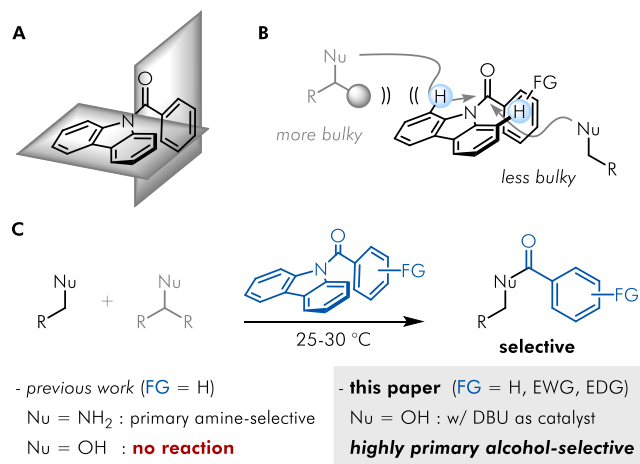 A
O
N
B
Nu
R
more bulky
))
((
H
O
FG
N
H
Nu
R
less bulky
C
Nu
R
+
Nu
R
R
O
N
FG
25-30 °C
O
Nu
R
FG
selective
- previous work (FG = H)
Nu = NH2 : primary amine-selective
Nu = OH : no reaction
- this paper (FG = H, EWG, EDG)
Nu = OH : w/ DBU as catalyst
highly primary alcohol-selective